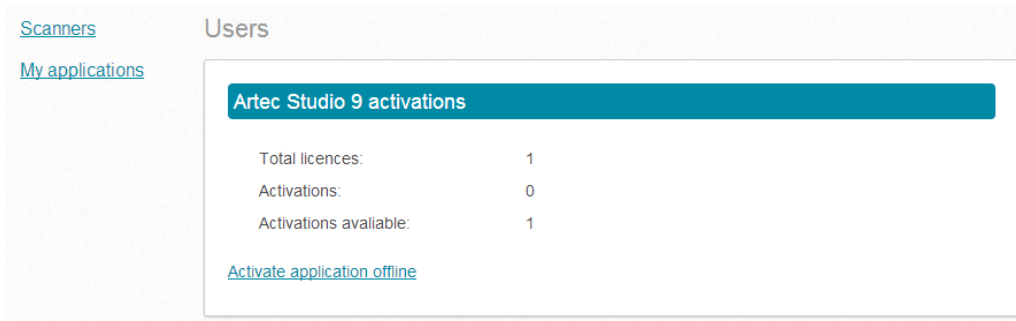 Scanners
Users
My applications
Artec Studio 9 activations
Total licences: 1
Activations: 0
Activations avaliable: 1
Activate application offline